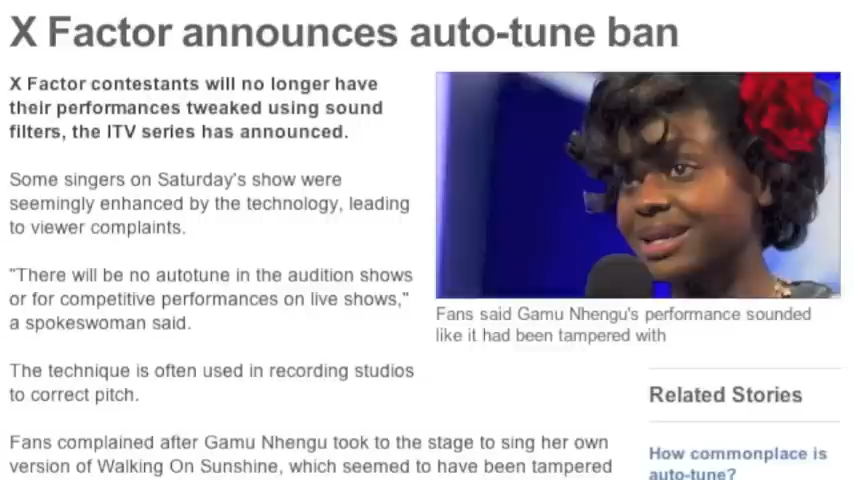 X Factor announces auto-tune ban
X Factor contestants will no longer have
their performances tweaked using sound
filters, the ITV series has announced.
Some singers on Saturday's show were
seemingly enhanced by the technology, leading
to viewer complaints.
"There will be no autotune in the audition shows
or for competitive performances on live shows,"
a spokeswoman said.
The technique is often used in recording studios
to correct pitch.
Fans complained after Gamu Nhengu took to the stage to sing her own
version of Walking On Sunshine, which seemed to have been tampered
Fans said Gamu Nhengu's performance sounded
like it had been tampered with
Related Stories
How commonplace is
auto-tune?